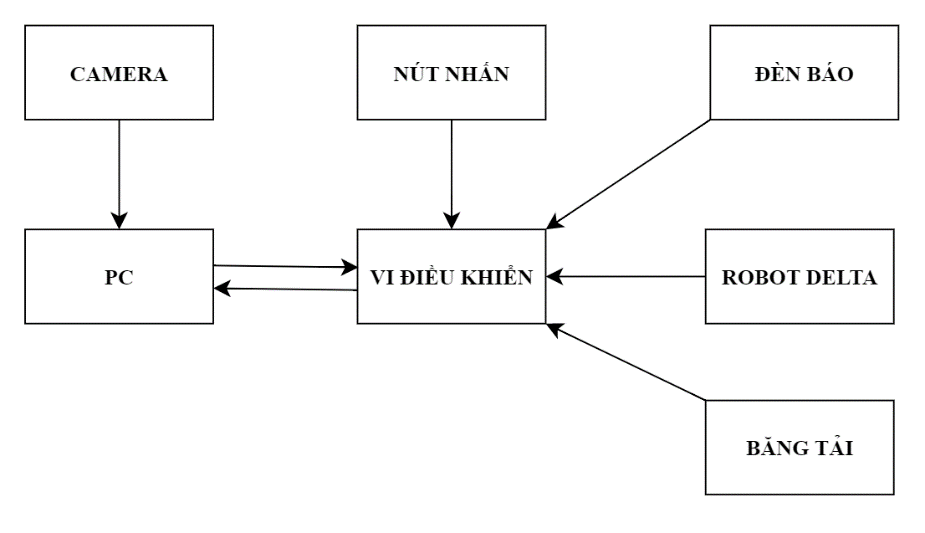 CAMERA
NÚT NHẤN
ĐÈN BÁO
PC
VI ĐIỀU KHIỂN
ROBOT DELTA
BĂNG TẢI